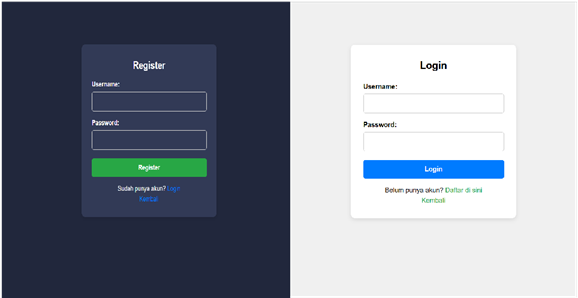 Register
Username:
Password:
Register
Sudah punya akun? Login
Kembali
Login
Username:
Password:
Login
Belum punya akun? Daftar di sini
Kembali